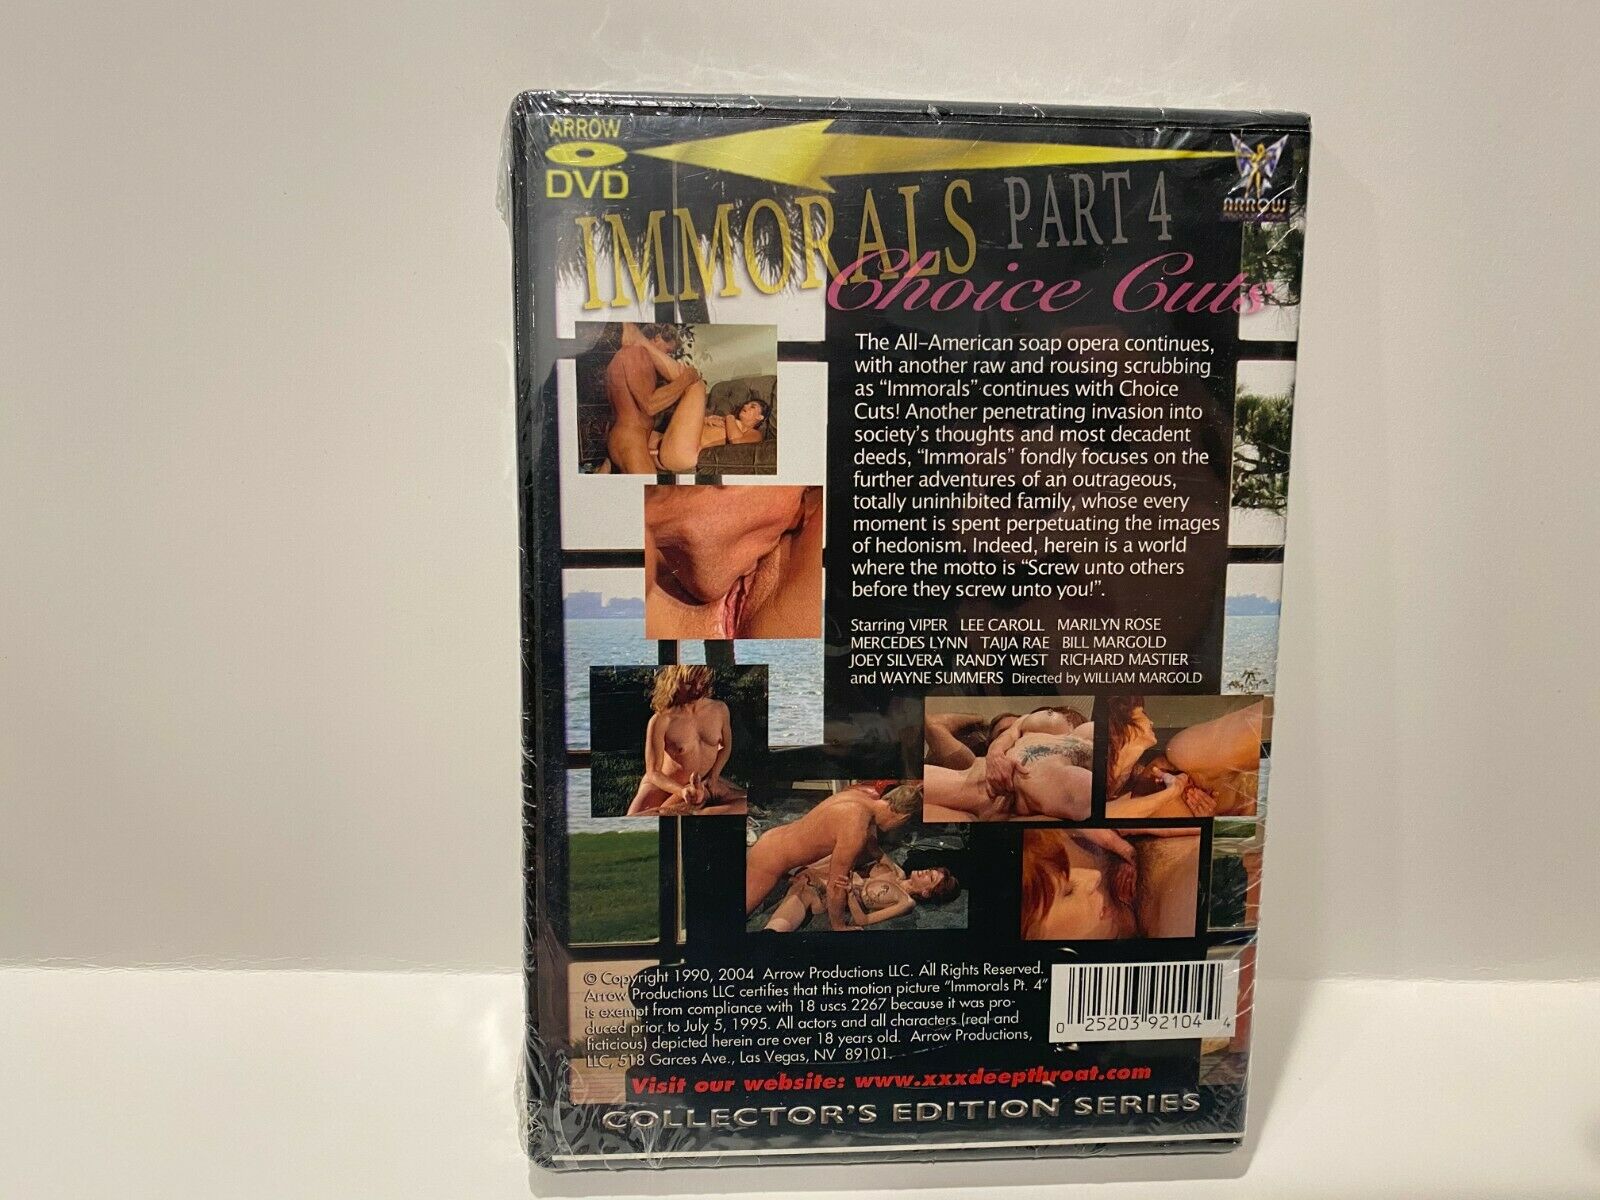 ARROW
DVD
ARROW
IMMORALS PART 4
Choice Cuts
The All-American soap opera continues,
with another raw and rousing scrubbing
as "Immorals" continues with Choice
Cuts! Another penetrating invasion into
society's thoughts and most decadent
deeds, "Immorals" fondly focuses on the
further adventures of an outrageous,
totally uninhibited family, whose every
moment is spent perpetuating the images
of hedonism. Indeed, herein is a world
where the motto is "Screw unto others
before they screw unto you!".
Starring VIPER LEE CAROLL MARILYN ROSE
MERCEDES LYNN TAIJA RAE BILL MARGOLD
JOEY SILVERA RANDY WEST RICHARD MASTIER
and WAYNE SUMMERS Directed by WILLIAM MARGOLD
© Copyright 1990, 2004 Arrow Productions LLC. All Rights Reserved.
Arrow Productions LLC certifies that this motion picture "Immorals Pt. 4"
is exempt from compliance with 18 uscs 2267 because it was pro-
duced prior to July 5, 1995. All actors and all characters (real and
ficticious) depicted herein are over 18 years old. Arrow Productions,
LLC, 518 Garces Ave., Las Vegas, NV 89101.
0 25203 92104 4
Visit our website: www.xxxdeepthroat.com
COLLECTOR'S EDITION SERIES